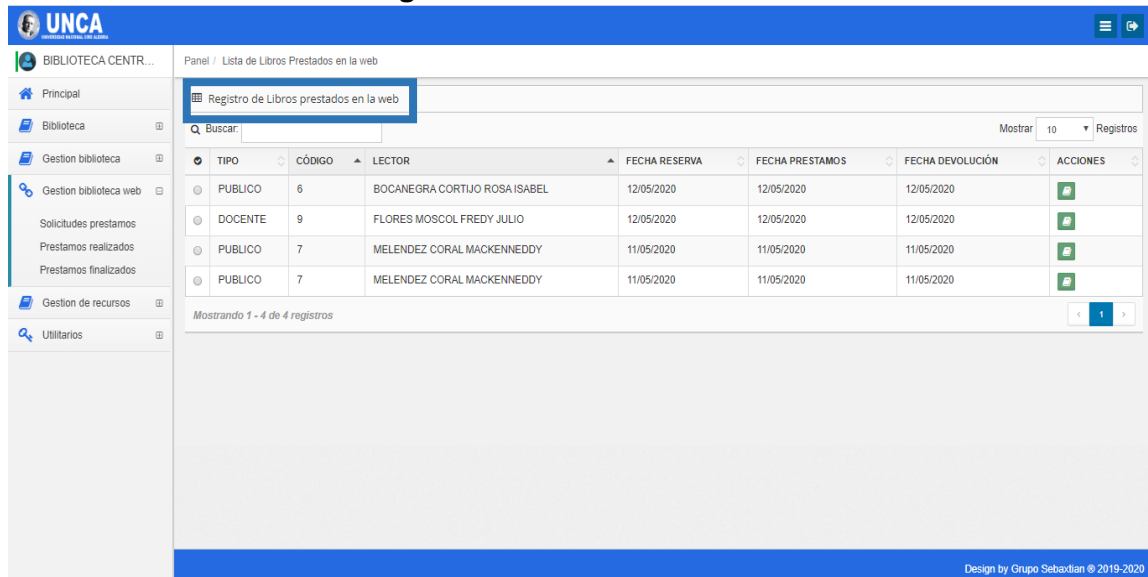 UNCA
UNIVERSIDAD NACIONAL CIRO ALEGRIA
BIBLIOTECA CENTR...
Panel / Lista de Libros Prestados en la web
Principal
Biblioteca
Gestion biblioteca
Gestion biblioteca web
Solicitudes prestamos
Prestamos realizados
Prestamos finalizados
Gestion de recursos
Utilitarios
Registro de Libros prestados en la web
Buscar: Mostrar 10 Registros
TIPO CÓDIGO LECTOR FECHA RESERVA FECHA PRESTAMOS FECHA DEVOLUCIÓN ACCIONES
PUBLICO 6 BOCANEGRA CORTIJO ROSA ISABEL 12/05/2020 12/05/2020 12/05/2020
DOCENTE 9 FLORES MOSCOL FREDY JULIO 12/05/2020 12/05/2020 12/05/2020
PUBLICO 7 MELENDEZ CORAL MACKENNEDDY 11/05/2020 11/05/2020 11/05/2020
PUBLICO 7 MELENDEZ CORAL MACKENNEDDY 11/05/2020 11/05/2020 11/05/2020
Mostrando 1 - 4 de 4 registros < 1 >
Design by Grupo Sebaxtian ® 2019-2020